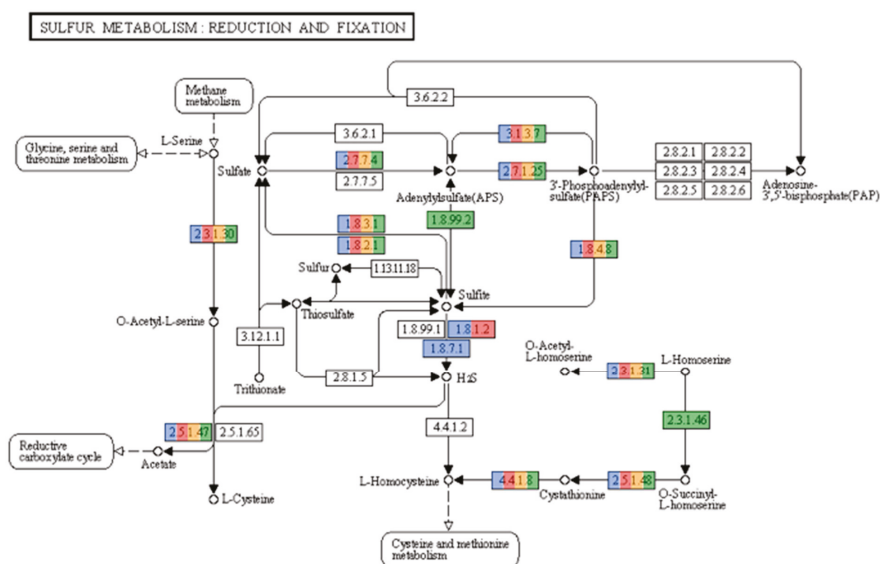 SULFUR METABOLISM : REDUCTION AND FIXATION
Methane
metabolism
3.6.2.2
Glycine, serine and
threonine metabolism
L-Serine
3.6.2.1
3.1.3.7
Sulfate
2.7.7.4
2.7.7.5
Adenylylsulfate(APS)
2.7.1.25
3'-Phosphoadenylyl-
sulfate(PAPS)
2.8.2.1
2.8.2.2
2.8.2.3
2.8.2.4
2.8.2.5
2.8.2.6
Adenosine-
3',5'-bisphosphate(PAP)
2.3.1.30
1.8.3.1
1.8.2.1
1.8.99.2
1.8.4.8
Sulfur
1.13.11.18
Thiosulfate
Sulfite
O-Acetyl-L-serine
3.12.1.1
1.8.99.1
1.8.1.2
1.8.7.1
O-Acetyl-
L-homoserine
2.3.1.31
L-Homoserine
Trithionate
2.8.1.5
H2S
2.3.1.46
2.5.1.47
2.5.1.65
4.4.1.2
Reductive
carboxylate cycle
Acetate
L-Cysteine
L-Homocysteine
4.4.1.8
Cystathionine
2.5.1.48
O-Succinyl-
L-homoserine
Cysteine and methionine
metabolism